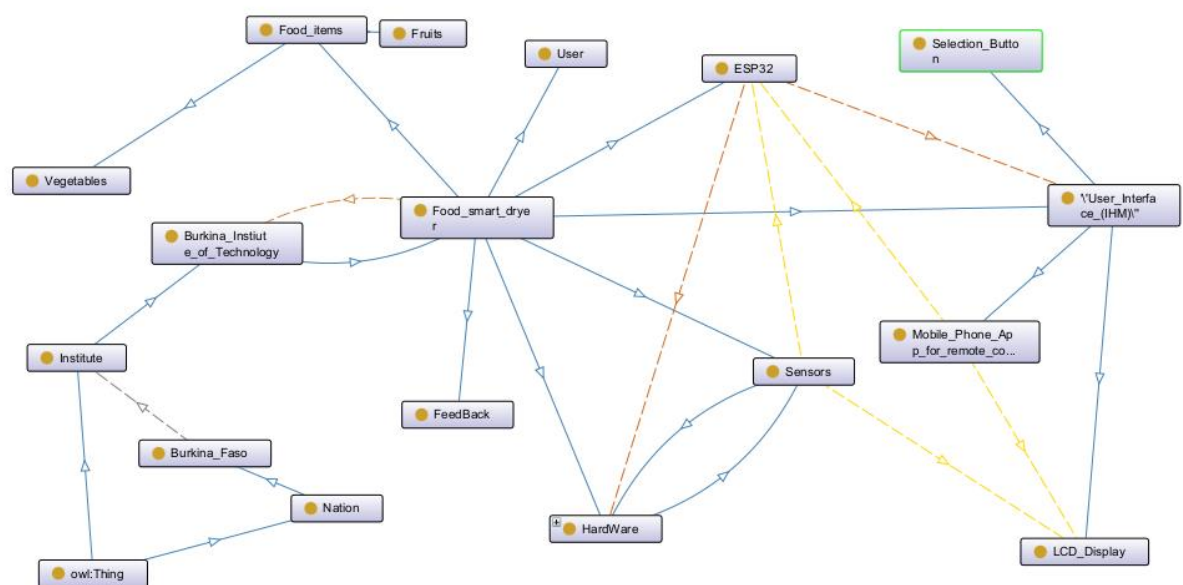 Food_items
Fruits
User
ESP32
Selection_Butto
n
Vegetables
Food_smart_drye
r
'\"User_Interfa
ce_(IHM)\"
Burkina_Instiut
e_of_Technology
Institute
Mobile_Phone_Ap
p_for_remote_co...
Sensors
FeedBack
Burkina_Faso
Nation
HardWare
LCD_Display
owl:Thing